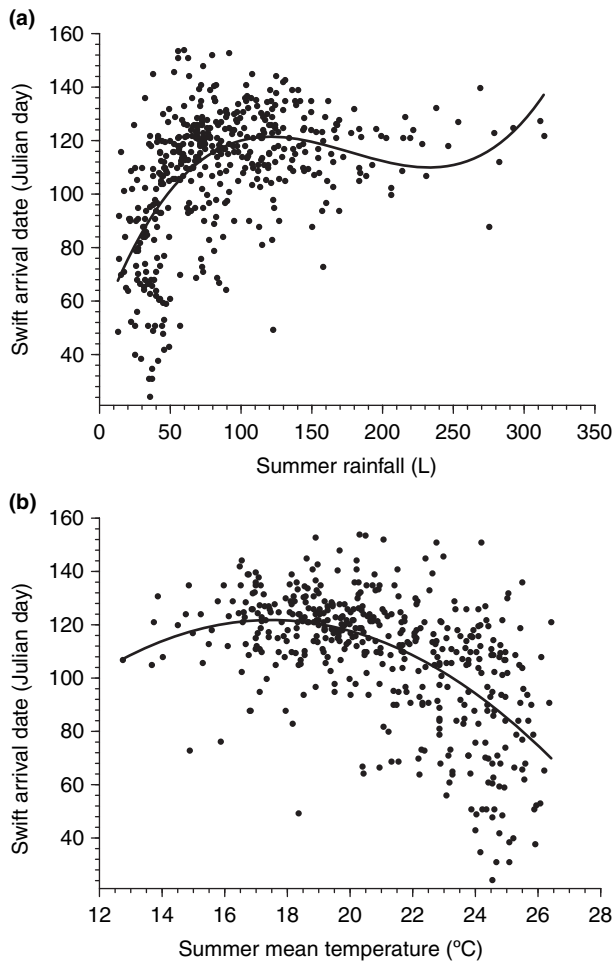 (a)
160
140
120
100
80
60
40
Swift arrival date (Julian day)
0 50 100 150 200 250 300 350
Summer rainfall (L)
(b)
160
140
120
100
80
60
40
Swift arrival date (Julian day)
12 14 16 18 20 22 24 26 28
Summer mean temperature (ºC)